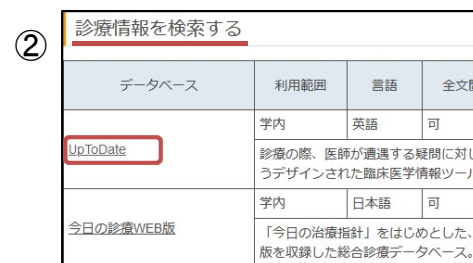 ②
診療情報を検索する
データベース 利用範囲 言語 全文
学内 英語 可
UpToDate
診療の際、医師が遭遇する疑問に対し
うデザインされた臨床医学情報ツール
学内 日本語 可
今日の診療WEB版
「今日の治療指針」をはじめとした、
版を収録した総合診療データベース。